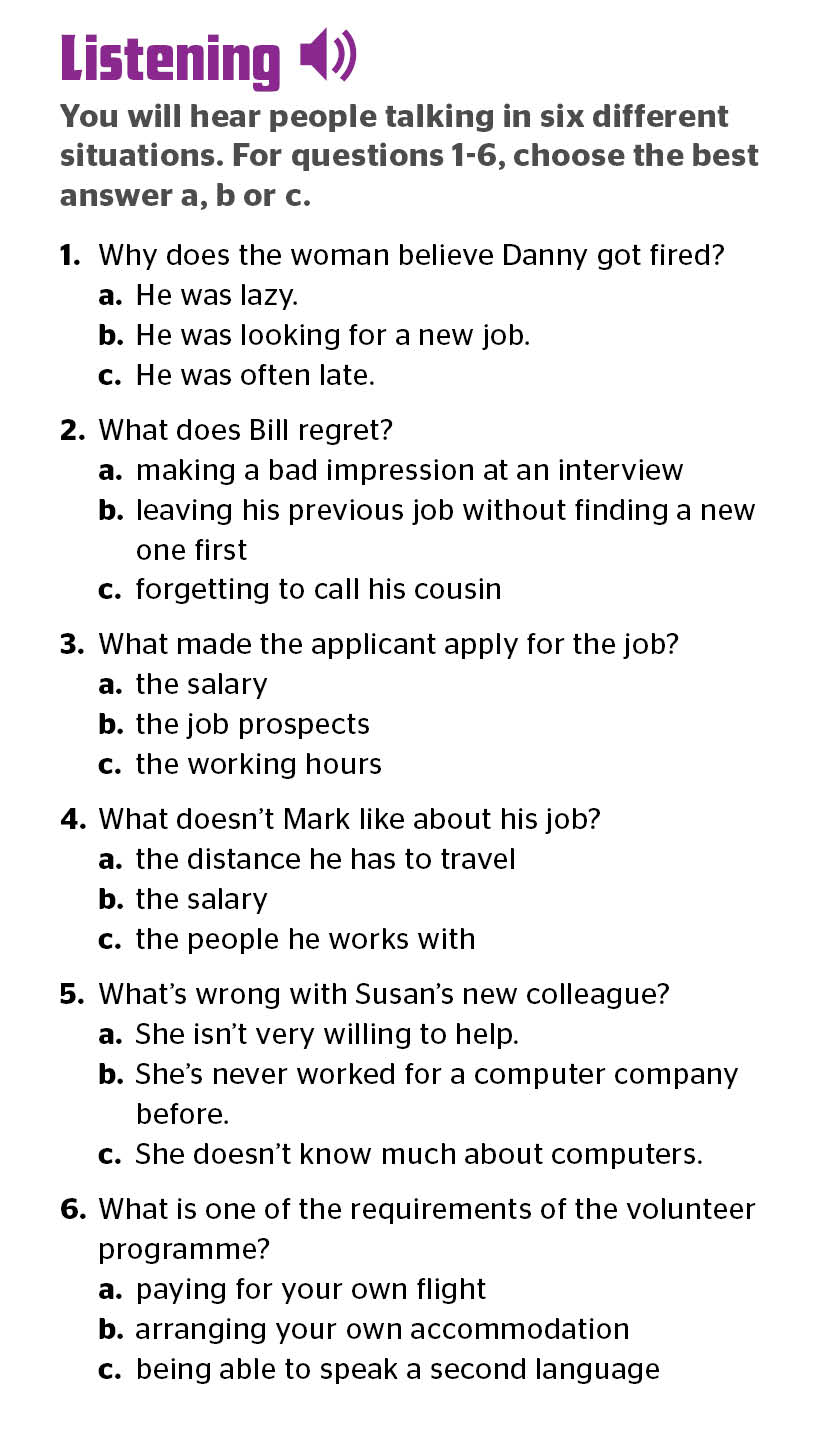 Listening
You will hear people talking in six different
situations. For questions 1-6, choose the best
answer a, b or c.
1. Why does the woman believe Danny got fired?
a. He was lazy.
b. He was looking for a new job.
c. He was often late.
2. What does Bill regret?
a. making a bad impression at an interview
b. leaving his previous job without finding a new
one first
c. forgetting to call his cousin
3. What made the applicant apply for the job?
a. the salary
b. the job prospects
c. the working hours
4. What doesn’t Mark like about his job?
a. the distance he has to travel
b. the salary
c. the people he works with
5. What’s wrong with Susan’s new colleague?
a. She isn’t very willing to help.
b. She’s never worked for a computer company
before.
c. She doesn’t know much about computers.
6. What is one of the requirements of the volunteer
programme?
a. paying for your own flight
b. arranging your own accommodation
c. being able to speak a second language